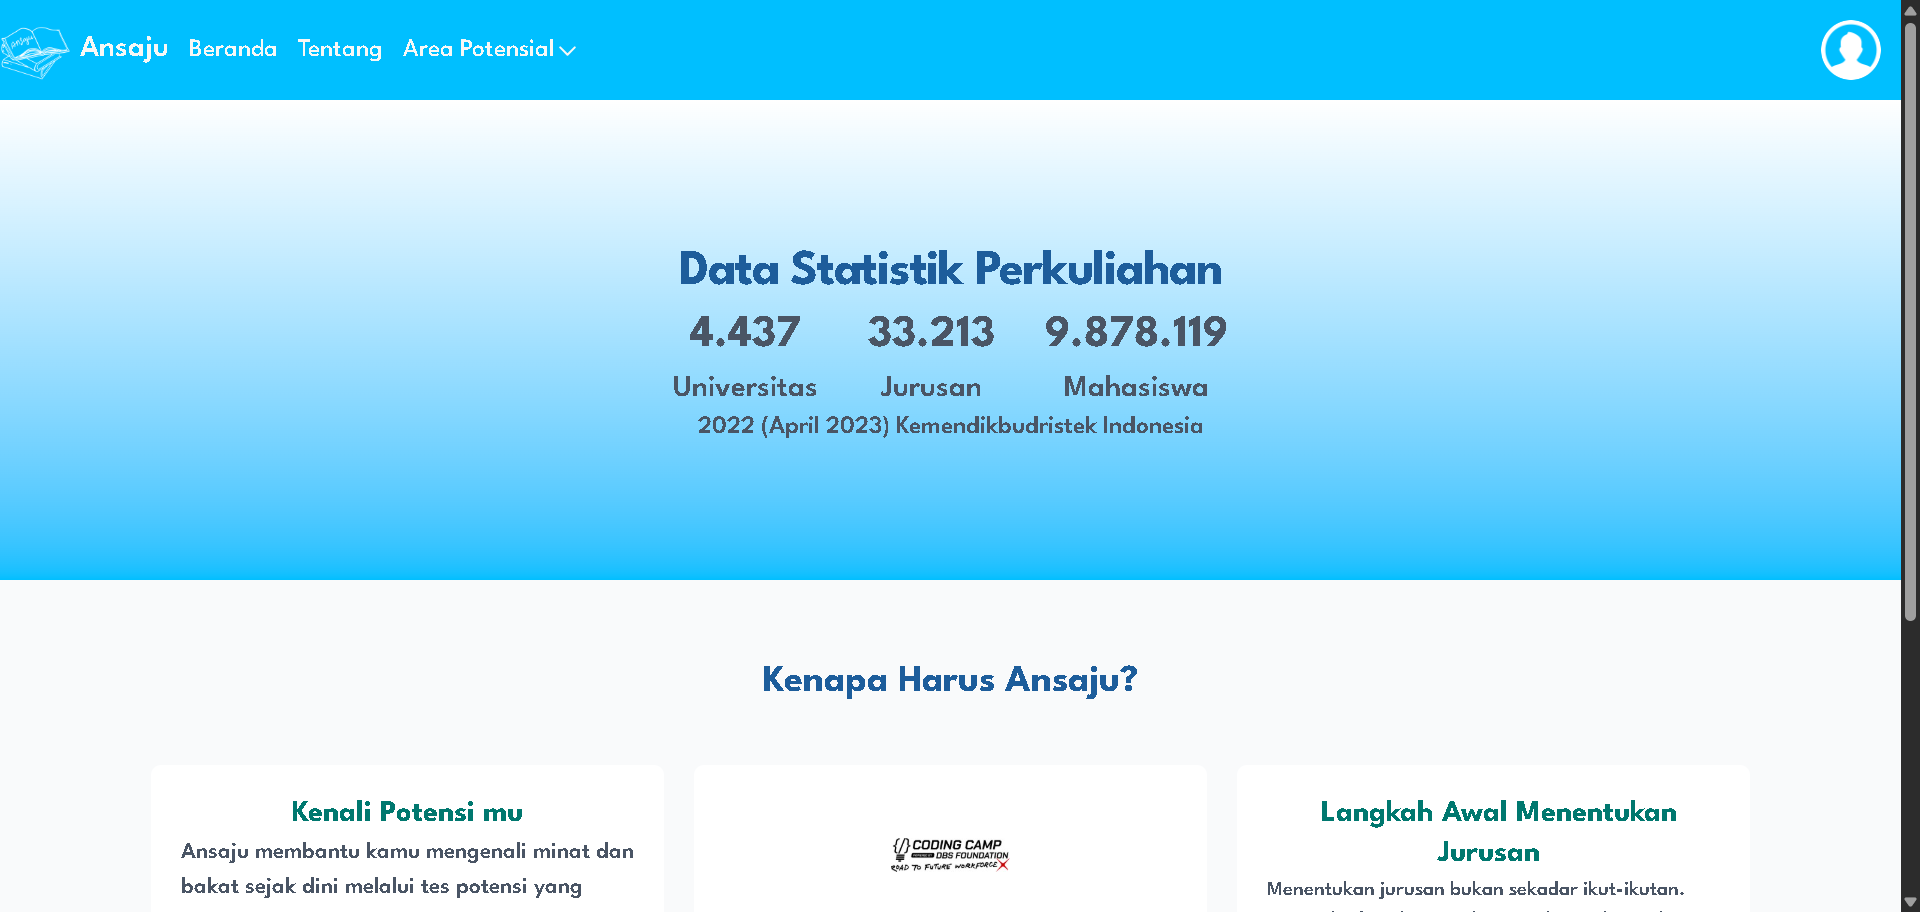 ansaju
Ansaju Beranda Tentang Area Potensial
Data Statistik Perkuliahan
4.437 33.213 9.878.119
Universitas Jurusan Mahasiswa
2022 (April 2023) Kemendikbudristek Indonesia
Kenapa Harus Ansaju?
Kenali Potensi mu
Ansaju membantu kamu mengenali minat dan
bakat sejak dini melalui tes potensi yang
CODING CAMP
POWERED BY DBS FOUNDATION
ROAD TO FUTURE WORKFORCE X
Langkah Awal Menentukan
Jurusan
Menentukan jurusan bukan sekadar ikut-ikutan.